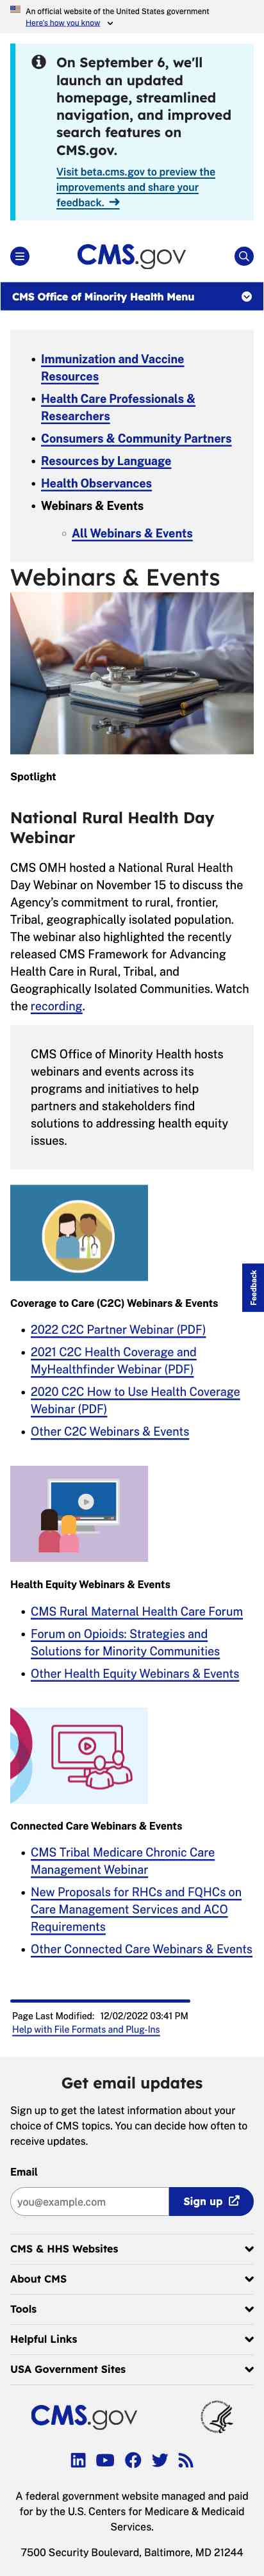 An official website of the United States government
Here's how you know
On September 6, we'll
launch an updated
homepage, streamlined
navigation, and improved
search features on
CMS.gov.
Visit beta.cms.gov to preview the
improvements and share your
feedback.
CMS.gov
CMS Office of Minority Health Menu
Immunization and Vaccine
Resources
Health Care Professionals &
Researchers
Consumers & Community Partners
Resources by Language
Health Observances
Webinars & Events
All Webinars & Events
Webinars & Events
Spotlight
National Rural Health Day
Webinar
CMS OMH hosted a National Rural Health
Day Webinar on November 15 to discuss the
Agency's commitment to rural, frontier,
Tribal, geographically isolated population.
The webinar also highlighted the recently
released CMS Framework for Advancing
Health Care in Rural, Tribal, and
Geographically Isolated Communities. Watch
the recording.
CMS Office of Minority Health hosts
webinars and events across its
programs and initiatives to help
partners and stakeholders find
solutions to addressing health equity
issues.
Feedback
Coverage to Care (C2C) Webinars & Events
2022 C2C Partner Webinar (PDF)
2021 C2C Health Coverage and
MyHealthfinder Webinar (PDF)
2020 C2C How to Use Health Coverage
Webinar (PDF)
Other C2C Webinars & Events
Health Equity Webinars & Events
CMS Rural Maternal Health Care Forum
Forum on Opioids: Strategies and
Solutions for Minority Communities
Other Health Equity Webinars & Events
Connected Care Webinars & Events
CMS Tribal Medicare Chronic Care
Management Webinar
New Proposals for RHCs and FQHCs on
Care Management Services and ACO
Requirements
Other Connected Care Webinars & Events
Page Last Modified: 12/02/2022 03:41 PM
Help with File Formats and Plug-Ins
Get email updates
Sign up to get the latest information about your
choice of CMS topics. You can decide how often to
receive updates.
Email
you@example.com
Sign up
CMS & HHS Websites
About CMS
Tools
Helpful Links
USA Government Sites
CMS.gov
A federal government website managed and paid
for by the U.S. Centers for Medicare & Medicaid
Services.
7500 Security Boulevard, Baltimore, MD 21244